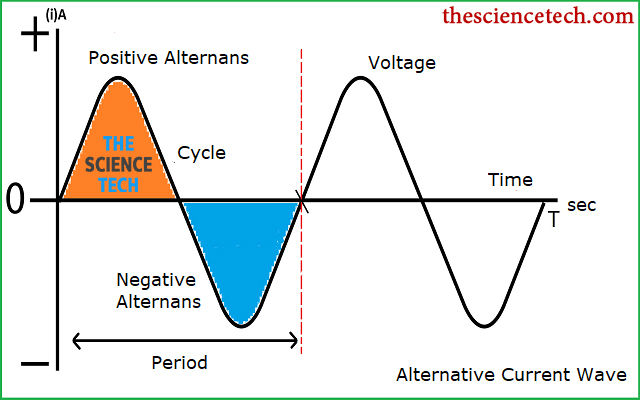 thesciencetech.com
(i)A
+
Positive Alternans
Voltage
THE
SCIENCE
TECH
Cycle
Time
0
sec
T
Negative
Alternans
−
Period
Alternative Current Wave